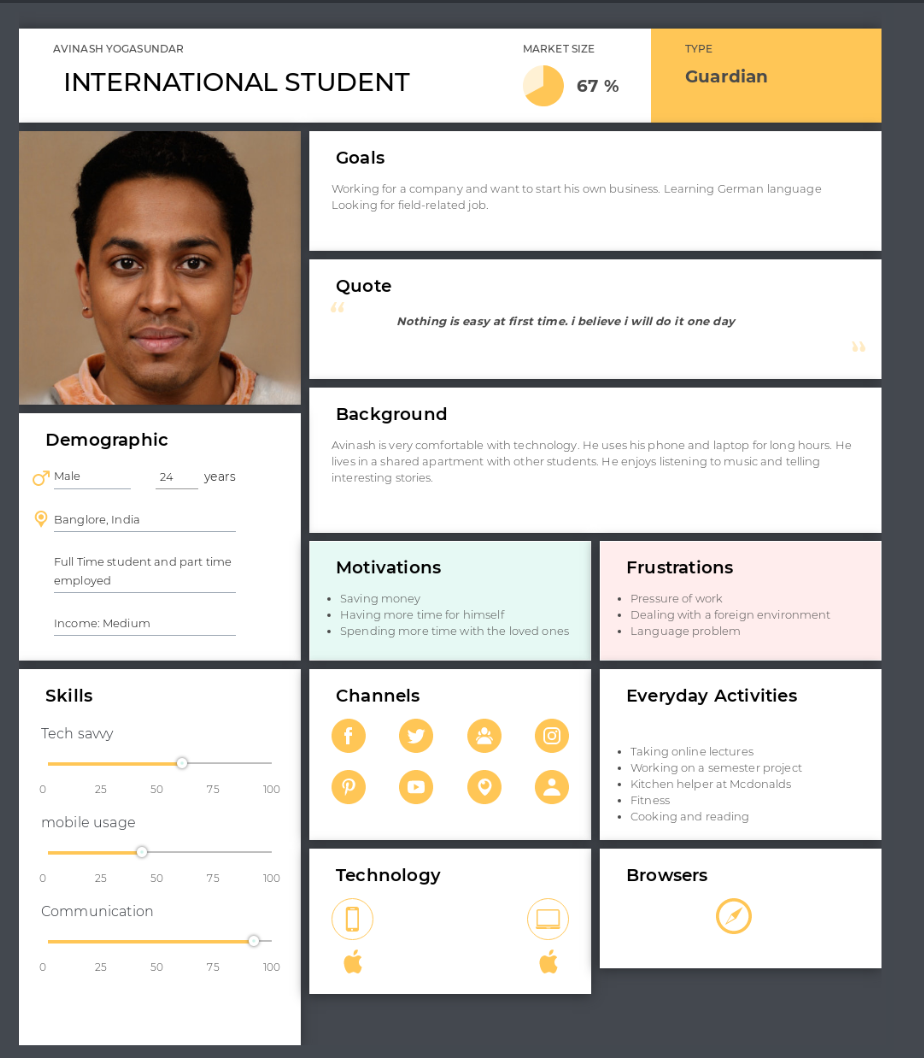 AVINASH YOGASUNDAR
INTERNATIONAL STUDENT
MARKET SIZE
67 %
TYPE
Guardian
Goals
Working for a company and want to start his own business. Learning German language
Looking for field-related job.
Quote
“
Nothing is easy at first time. i believe i will do it one day
”
Background
Avinash is very comfortable with technology. He uses his phone and laptop for long hours. He
lives in a shared apartment with other students. He enjoys listening to music and telling
interesting stories.
Demographic
Male 24 years
Banglore, India
Full Time student and part time
employed
Income: Medium
Motivations
• Saving money
• Having more time for himself
• Spending more time with the loved ones
Frustrations
• Pressure of work
• Dealing with a foreign environment
• Language problem
Skills
Tech savvy
0 25 50 75 100
mobile usage
0 25 50 75 100
Communication
0 25 50 75 100
Channels
Everyday Activities
• Taking online lectures
• Working on a semester project
• Kitchen helper at Mcdonalds
• Fitness
• Cooking and reading
Technology
Browsers